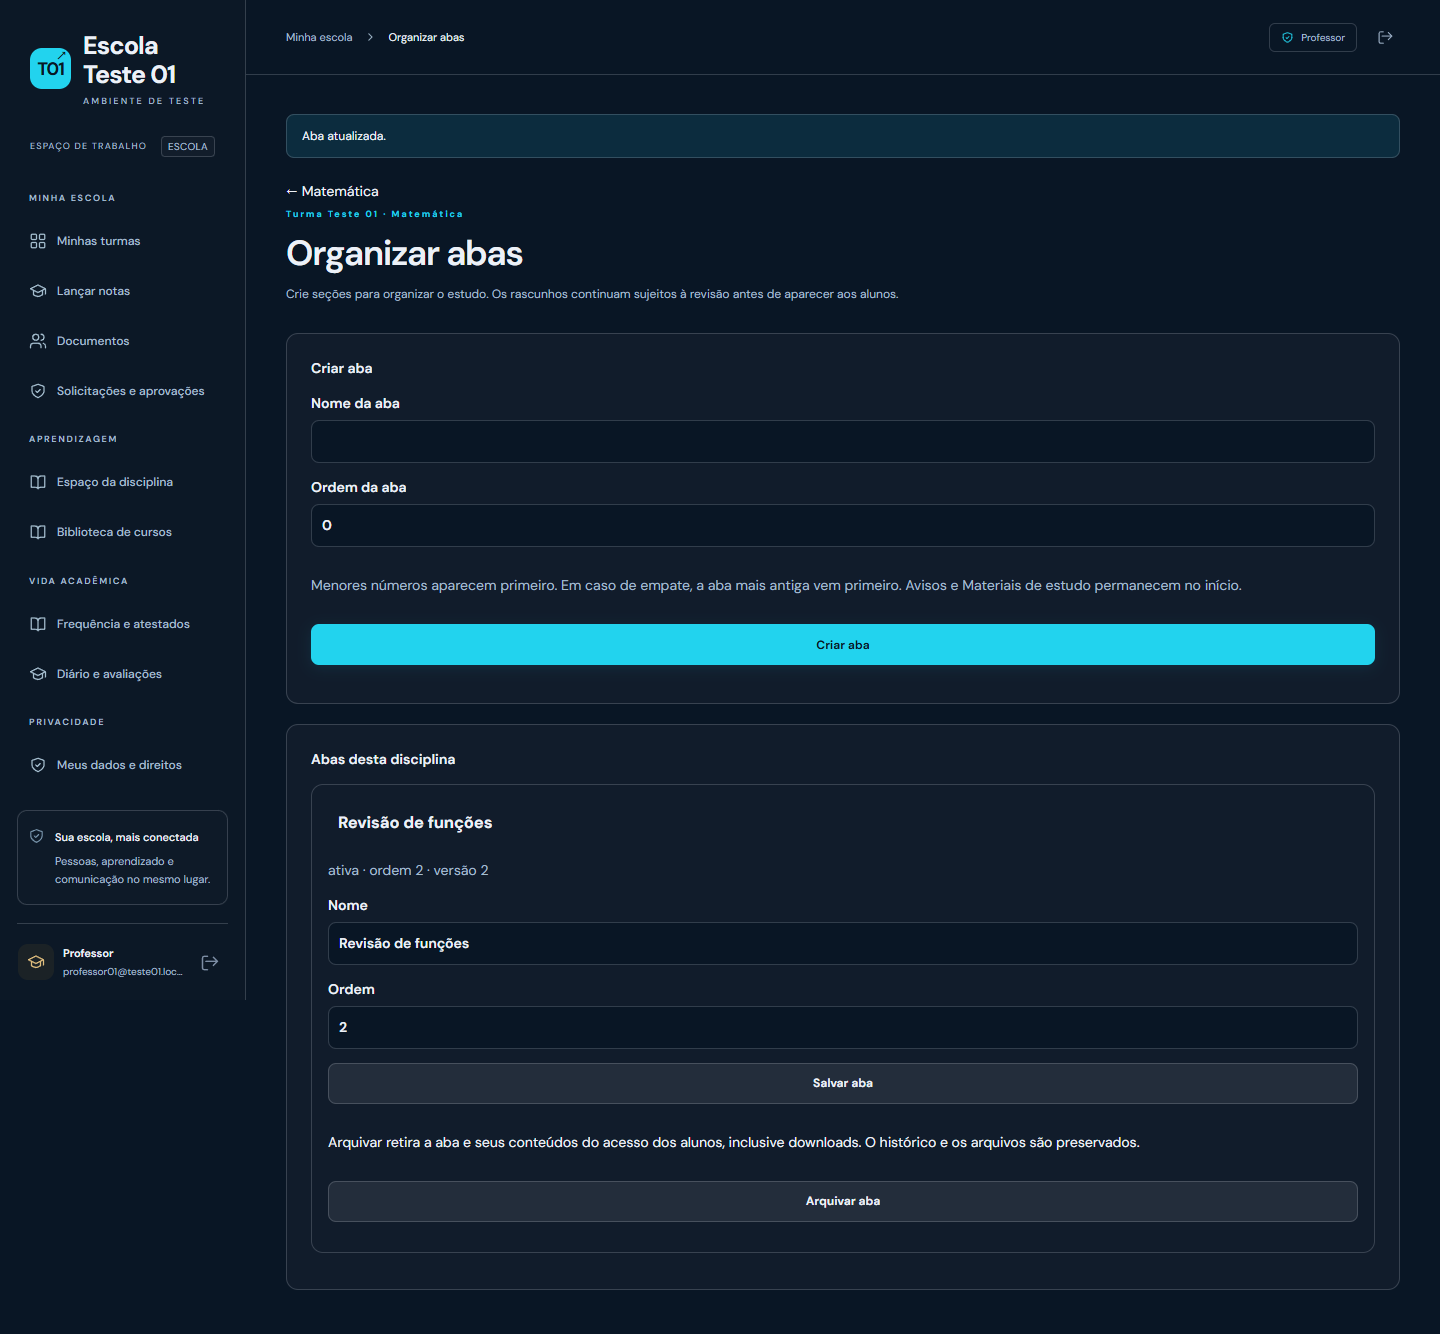 T01
Escola
Teste 01
AMBIENTE DE TESTE
ESPAÇO DE TRABALHO
ESCOLA
MINHA ESCOLA
Minhas turmas
Lançar notas
Documentos
Solicitações e aprovações
APRENDIZAGEM
Espaço da disciplina
Biblioteca de cursos
VIDA ACADÊMICA
Frequência e atestados
Diário e avaliações
PRIVACIDADE
Meus dados e direitos
Sua escola, mais conectada
Pessoas, aprendizado e
comunicação no mesmo lugar.
Professor
professor01@teste01.loc...
Minha escola > Organizar abas
Professor
Aba atualizada.
← Matemática
Turma Teste 01 · Matemática
Organizar abas
Crie seções para organizar o estudo. Os rascunhos continuam sujeitos à revisão antes de aparecer aos alunos.
Criar aba
Nome da aba
Ordem da aba
0
Menores números aparecem primeiro. Em caso de empate, a aba mais antiga vem primeiro. Avisos e Materiais de estudo permanecem no início.
Criar aba
Abas desta disciplina
Revisão de funções
ativa · ordem 2 · versão 2
Nome
Revisão de funções
Ordem
2
Salvar aba
Arquivar retira a aba e seus conteúdos do acesso dos alunos, inclusive downloads. O histórico e os arquivos são preservados.
Arquivar aba